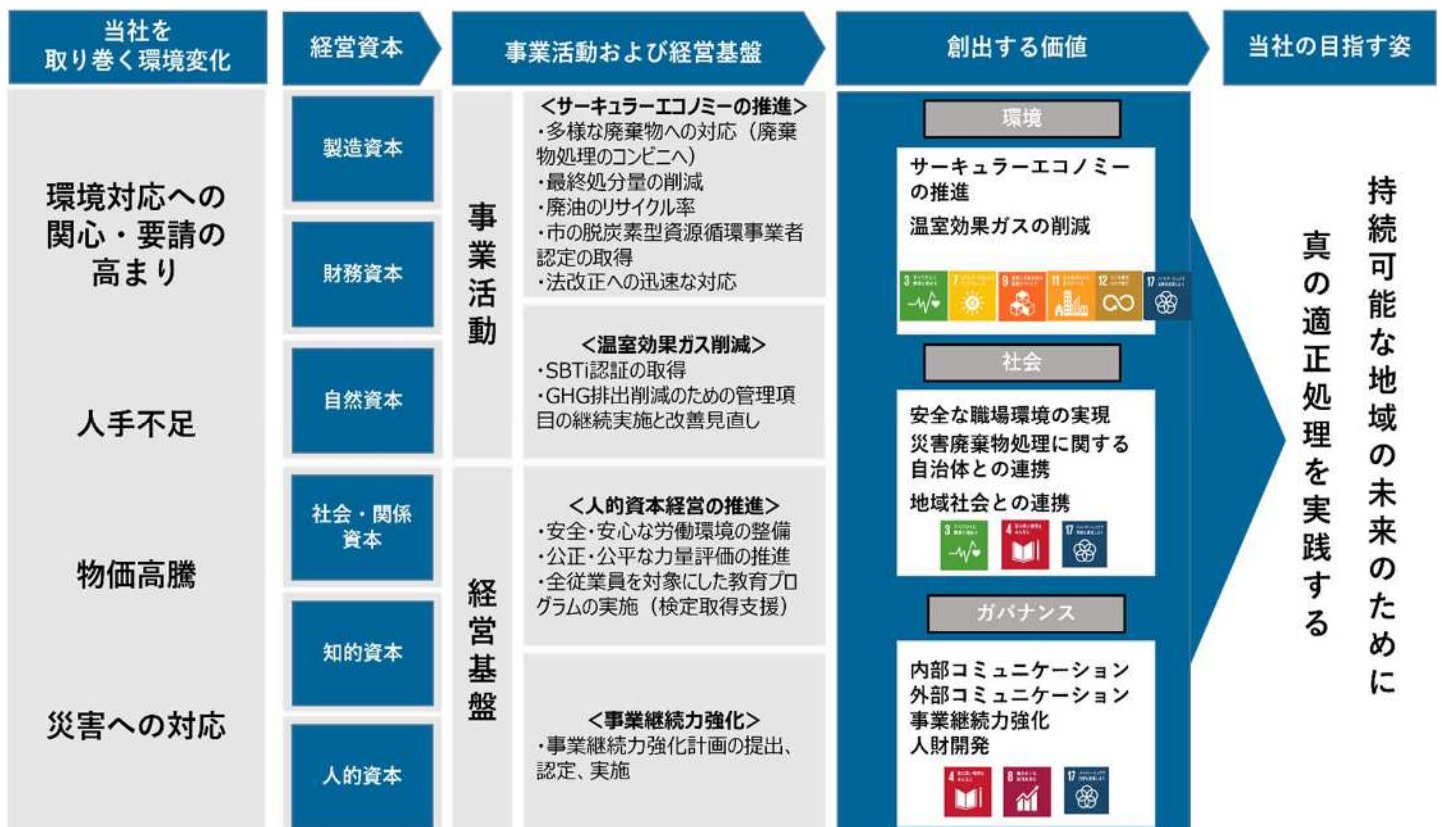 当社を
取り巻く環境変化
経営資本
事業活動および経営基盤
創出する価値
当社の目指す姿
環境対応への
関心・要請の
高まり
人手不足
物価高騰
災害への対応
製造資本
財務資本
自然資本
社会・関係
資本
知的資本
人的資本
事業活動
＜サーキュラーエコノミーの推進＞
・多様な廃棄物への対応（廃棄
物処理のコンビニへ）
・最終処分量の削減
・廃油のリサイクル率
・市の脱炭素型資源循環事業者
認定の取得
・法改正への迅速な対応
＜温室効果ガス削減＞
・SBTi認証の取得
・GHG排出削減のための管理項
目の継続実施と改善見直し
経営基盤
＜人的資本経営の推進＞
・安全・安心な労働環境の整備
・公正・公平な力量評価の推進
・全従業員を対象にした教育プロ
グラムの実施（検定取得支援）
＜事業継続力強化＞
・事業継続力強化計画の提出、
認定、実施
環境
サーキュラーエコノミー
の推進
温室効果ガスの削減
3
7
9
11
12
17
社会
安全な職場環境の実現
災害廃棄物処理に関する
自治体との連携
地域社会との連携
3
4
17
ガバナンス
内部コミュニケーション
外部コミュニケーション
事業継続力強化
人財開発
4
8
17
持続可能な地域の未来のために
真の適正処理を実践する